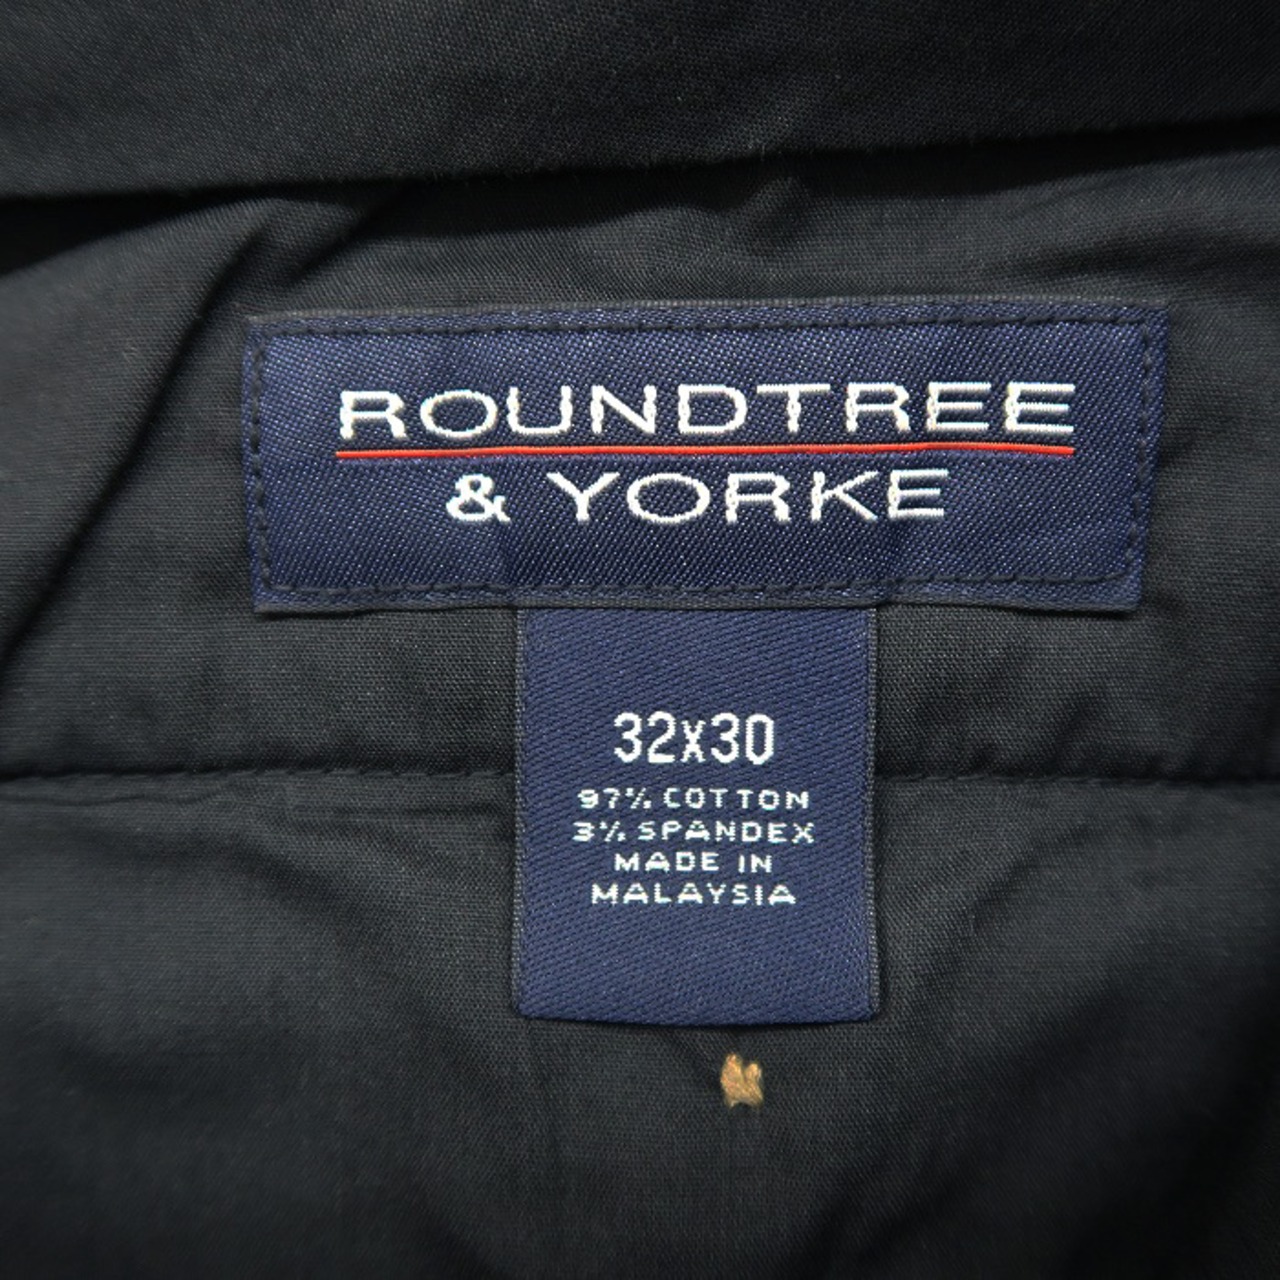 ROUNDTREE
& YORKE
32x30
97% COTTON
3% SPANDEX
MADE IN
MALAYSIA